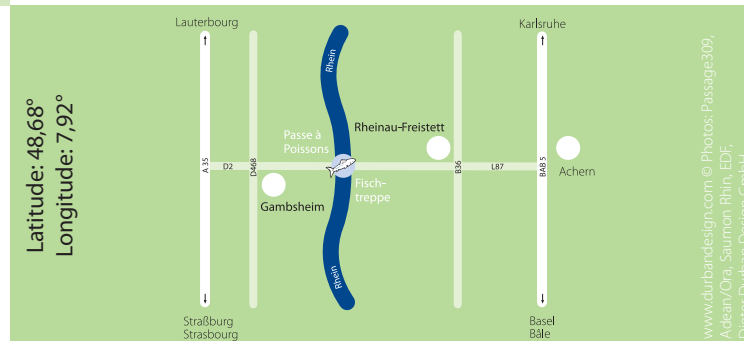 Latitude: 48,68°
Longitude: 7,92°
Lauterbourg
Karlsruhe
Rhein
Passe à
Poissons
Rheinau-Freistett
A 35
D2
D468
B36
L87
BAB 5
Achern
Gambsheim
Fisch-
treppe
Rhein
Straßburg
Strasbourg
Basel
Bâle
www.durbandesign.com © Photos: Passage309,
Adean/Ora, Saumon Rhin, EDF,